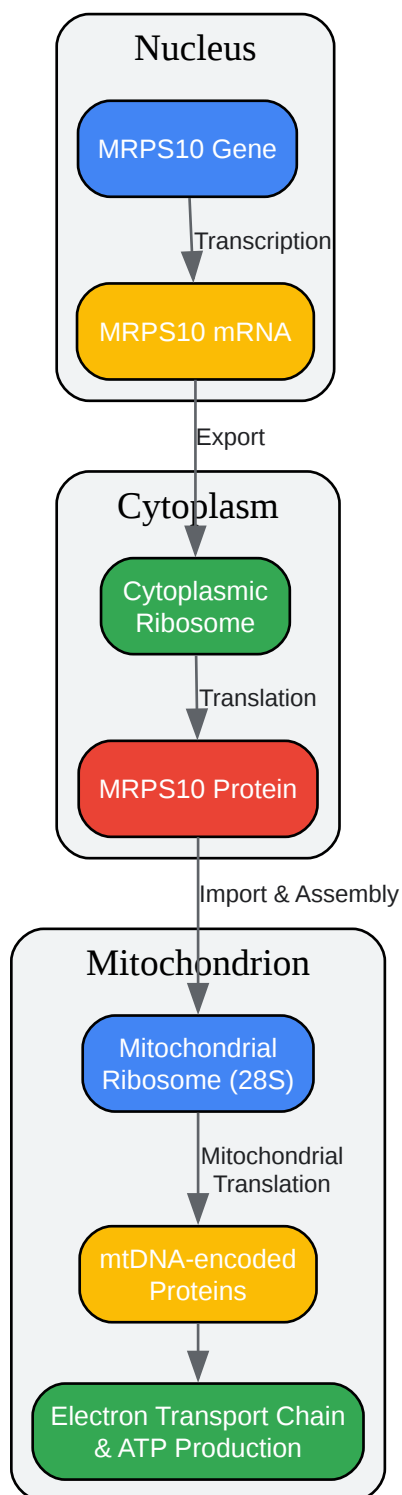 Nucleus
MRPS10 Gene
Transcription
MRPS10 mRNA
Export
Cytoplasm
Cytoplasmic
Ribosome
Translation
MRPS10 Protein
Import & Assembly
Mitochondrion
Mitochondrial
Ribosome (28S)
Mitochondrial
Translation
mtDNA-encoded
Proteins
Electron Transport Chain
& ATP Production